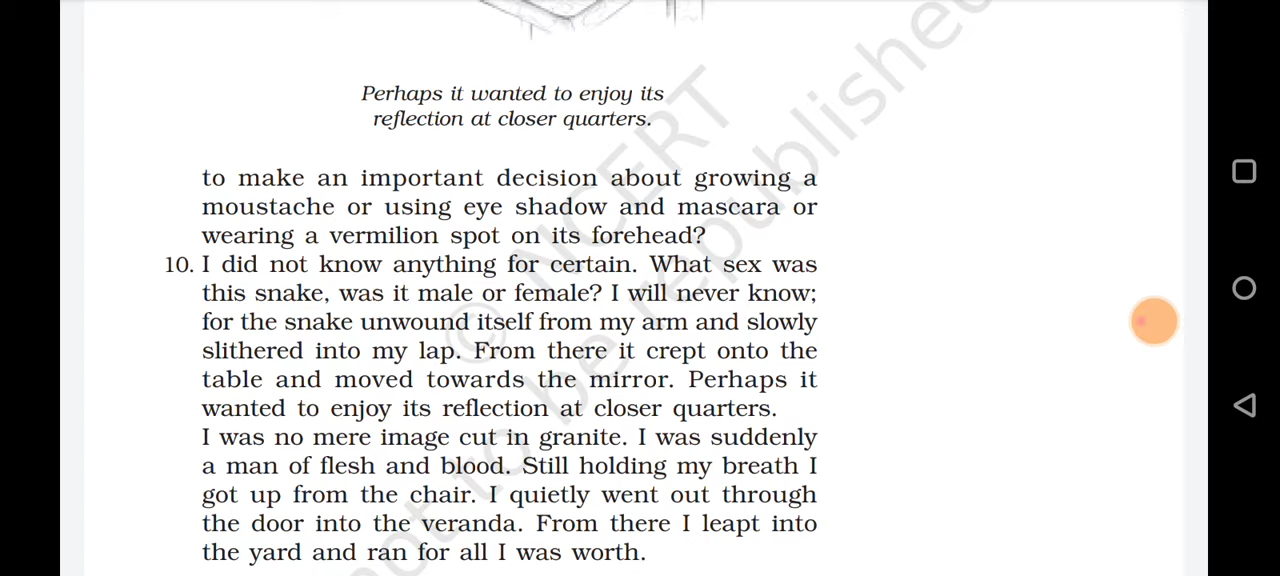 Perhaps it wanted to enjoy its
reflection at closer quarters.
to make an important decision about growing a
moustache or using eye shadow and mascara or
wearing a vermilion spot on its forehead?
10. I did not know anything for certain. What sex was
this snake, was it male or female? I will never know;
for the snake unwound itself from my arm and slowly
slithered into my lap. From there it crept onto the
table and moved towards the mirror. Perhaps it
wanted to enjoy its reflection at closer quarters.
I was no mere image cut in granite. I was suddenly
a man of flesh and blood. Still holding my breath I
got up from the chair. I quietly went out through
the door into the veranda. From there I leapt into
the yard and ran for all I was worth.
© NCERT
not to be republished